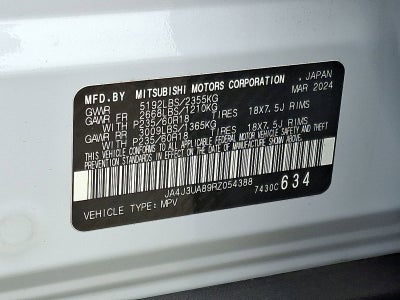 MFD.BY MITSUBISHI MOTORS CORPORATION , JAPAN
GVWR 5192LBS/2355KG MAR 2024
GAWR FR 2668LBS/1210KG
WITH P235/60R18 TIRES 18X7.5J RIMS
GAWR RR 3009LBS/1365KG
WITH P235/60R18 TIRES 18X7.5J RIMS
THIS VEHICLE CONFORMS TO ALL APPLICABLE FEDERAL MOTOR VEHICLE SAFETY AND THEFT
PREVENTION STANDARDS IN EFFECT ON THE DATE OF MANUFACTURE SHOWN ABOVE.
JA4J3UA89RZ054388 7430C 634
VEHICLE TYPE: MPV